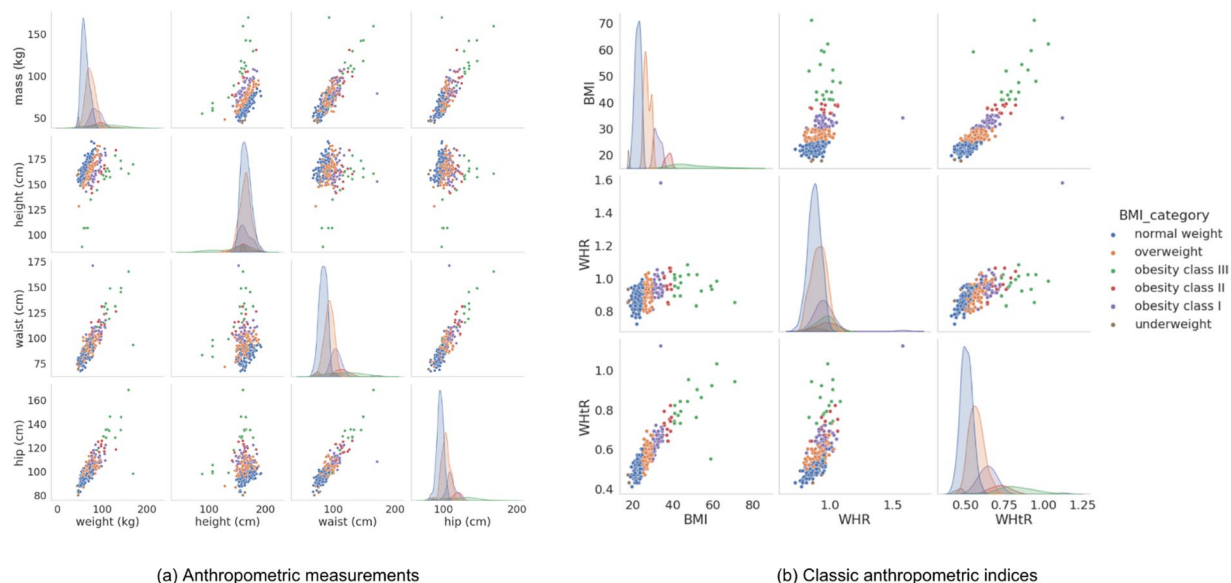 mass (kg)
150
100
50
height (cm)
175
150
125
100
waist (cm)
175
150
125
100
75
hip (cm)
160
140
120
100
80
0 100 200
weight (kg)
100 200
height (cm)
0 100 200
waist (cm)
100 200
hip (cm)
(a) Anthropometric measurements
BMI
70
60
50
40
30
20
WHR
1.6
1.4
1.2
1.0
0.8
WHtR
1.0
0.8
0.6
0.4
20 40 60 80
BMI
1.0 1.5
WHR
0.50 0.75 1.00 1.25
WHtR
BMI_category
normal weight
overweight
obesity class III
obesity class II
obesity class I
underweight
(b) Classic anthropometric indices